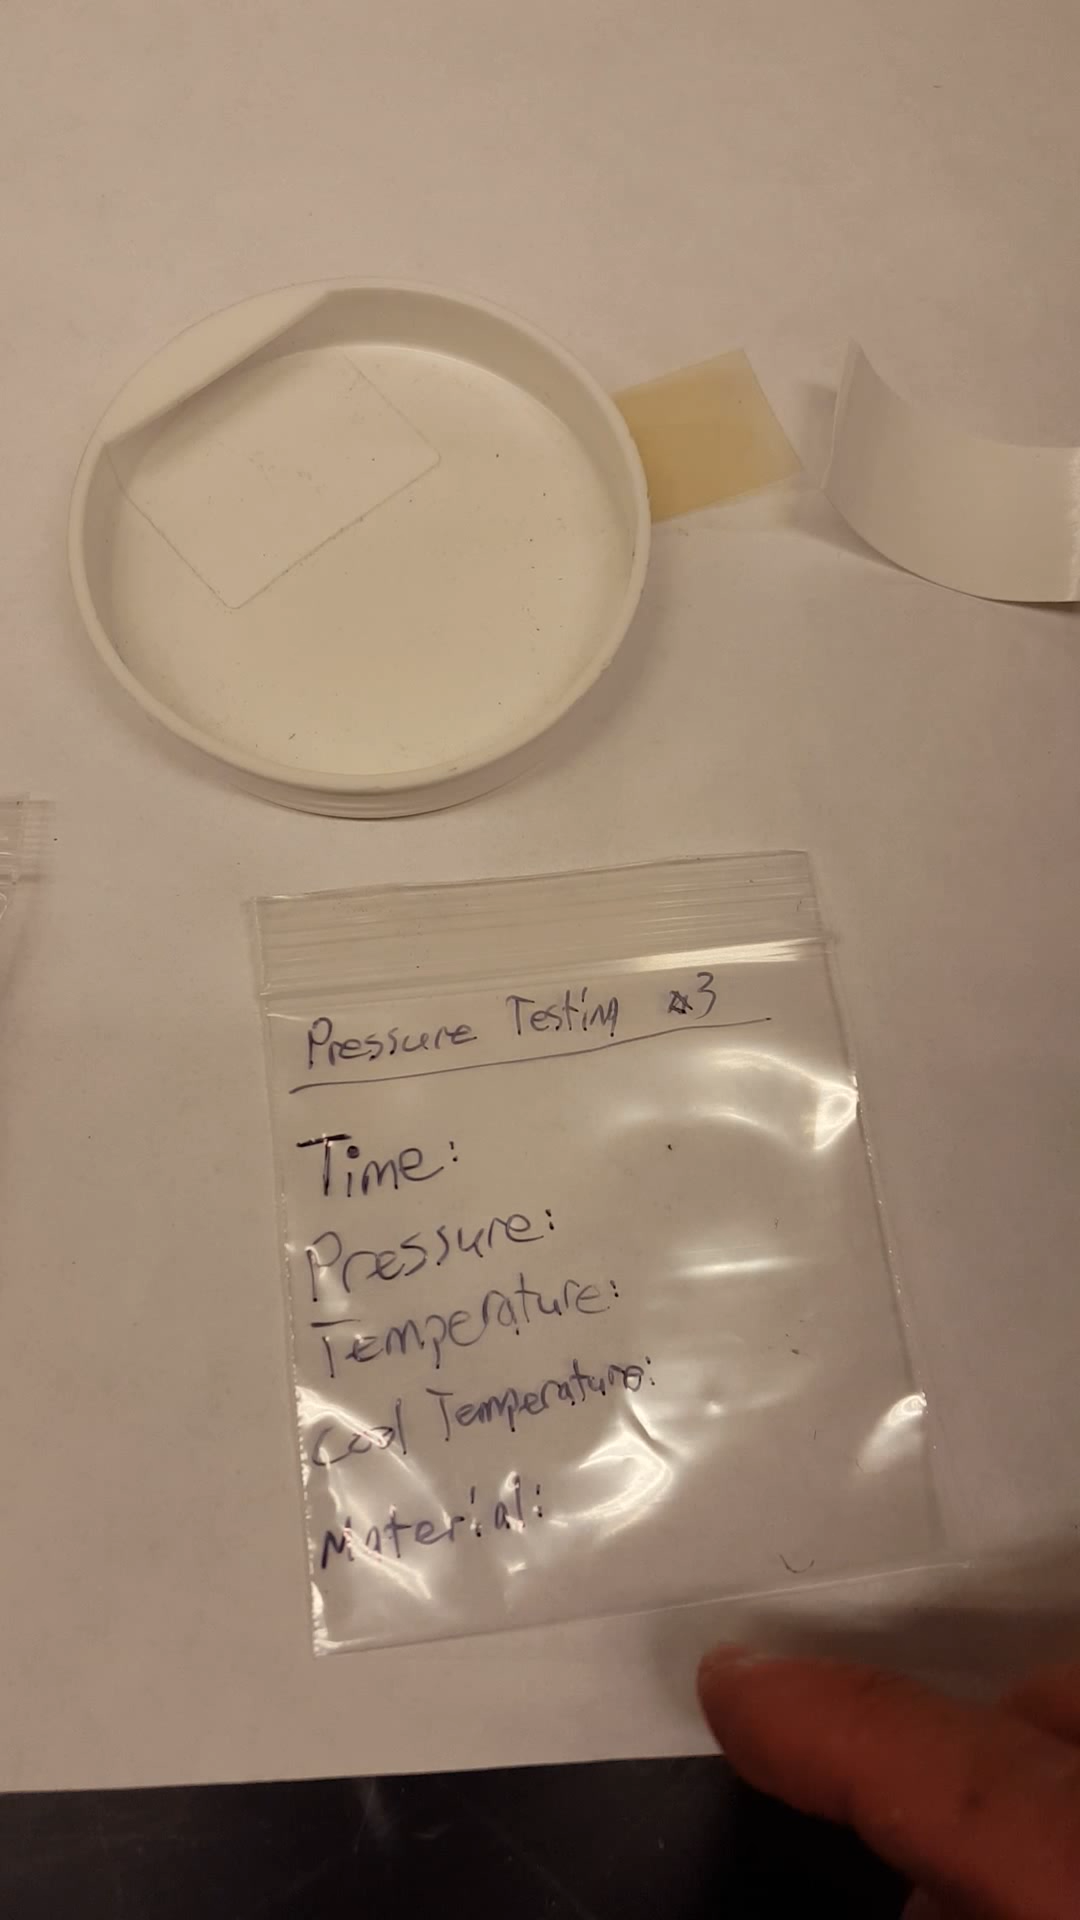 Pressure Testing #3
Time:
Pressure:
Temperature:
Cool Temperature:
Material: